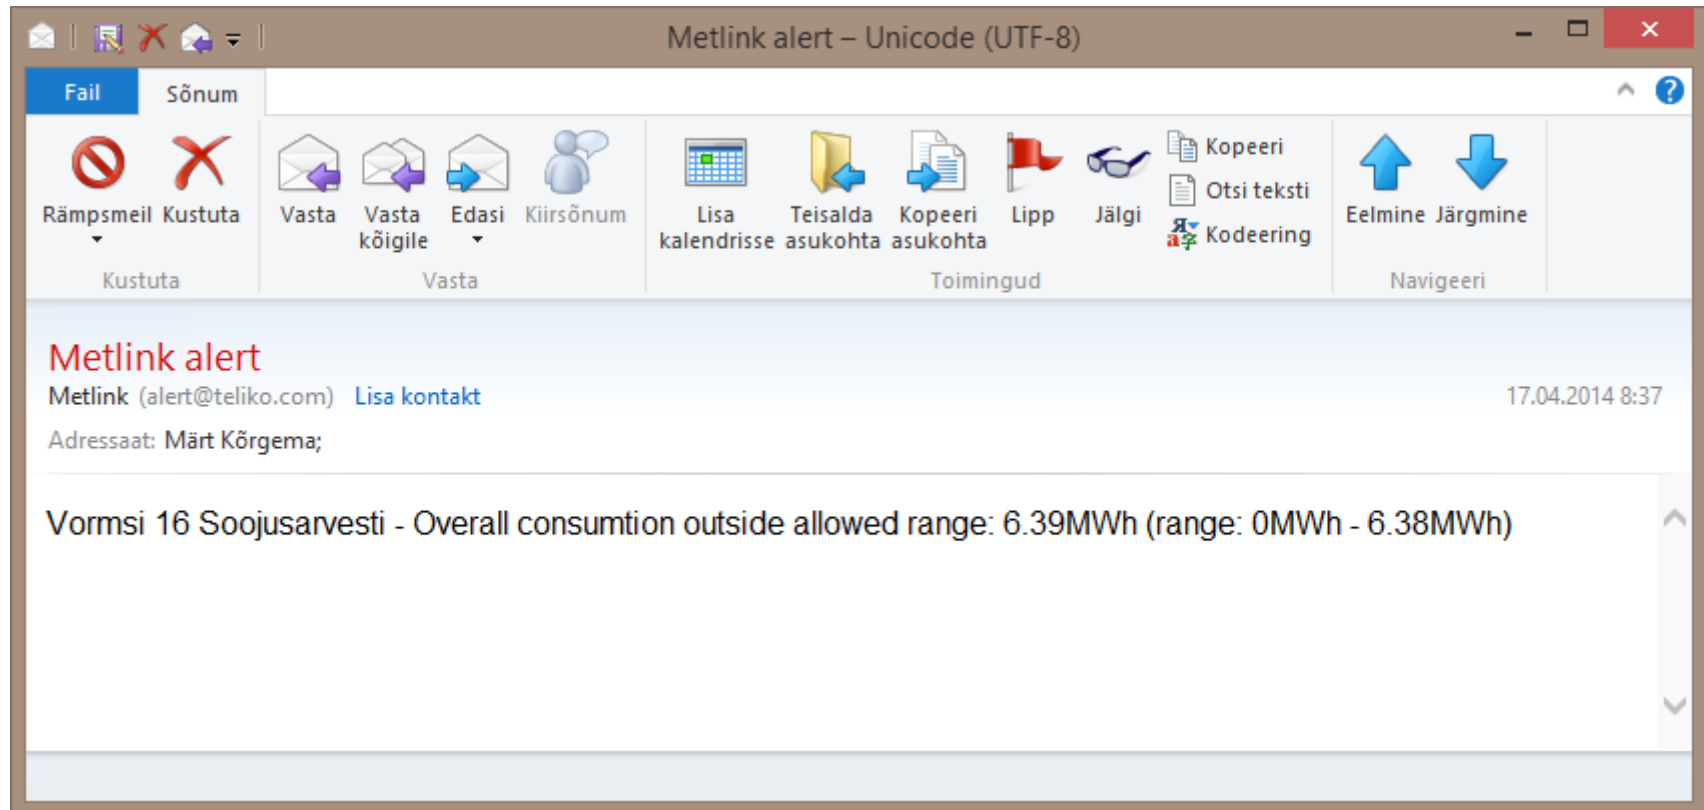 Metlink alert – Unicode (UTF-8)
Fail Sõnum
Rämpsmeil Kustuta Vasta Vasta kõigile Edasi Kiirsõnum Lisa kalendrisse Teisalda asukohta Kopeeri asukohta Lipp Jälgi Kopeeri Otsi teksti Kodeering Eelmine Järgmine
Kustuta Vasta Toimingud Navigeeri
Metlink alert
Metlink (alert@teliko.com) Lisa kontakt 17.04.2014 8:37
Adressaat: Märt Kõrgema;
Vormsi 16 Soojusarvesti - Overall consumtion outside allowed range: 6.39MWh (range: 0MWh - 6.38MWh)